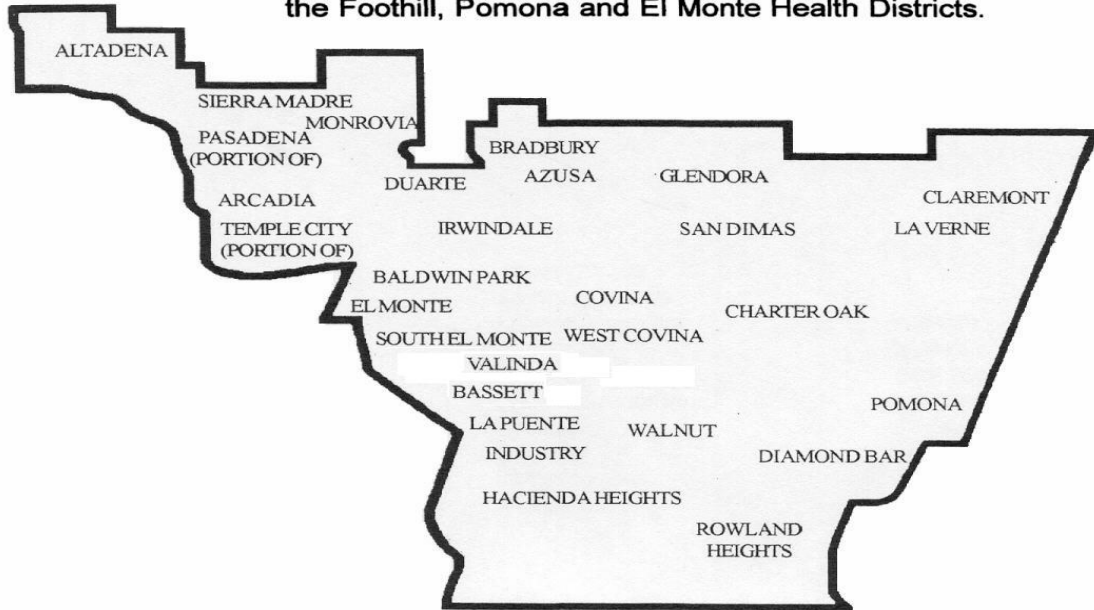 the Foothill, Pomona and El Monte Health Districts.
ALTADENA
SIERRA MADRE
MONROVIA
PASADENA
(PORTION OF)
BRADBURY
DUARTE
AZUSA
GLENDORA
CLAREMONT
ARCADIA
TEMPLE CITY
(PORTION OF)
IRWINDALE
SAN DIMAS
LA VERNE
BALDWIN PARK
EL MONTE
COVINA
CHARTER OAK
SOUTH EL MONTE
WEST COVINA
VALINDA
BASSETT
POMONA
LA PUENTE
WALNUT
INDUSTRY
DIAMOND BAR
HACIENDA HEIGHTS
ROWLAND
HEIGHTS